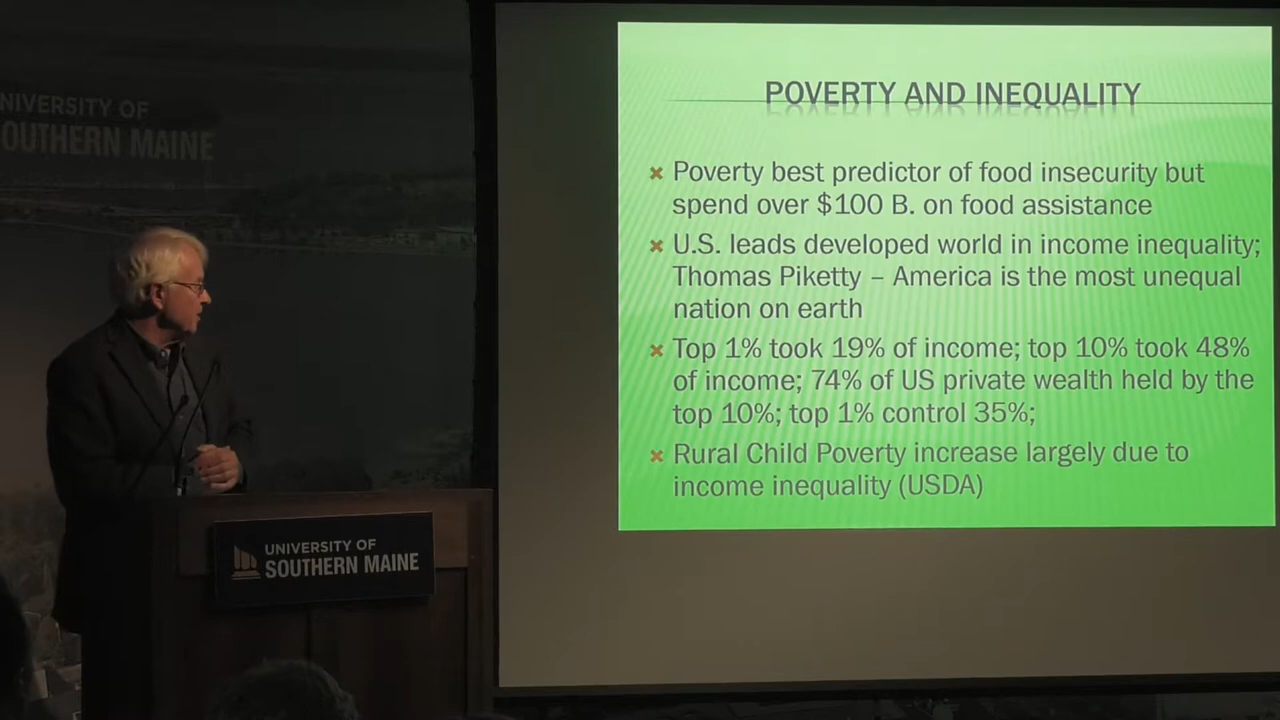 NIVERSITY OF
OUTHERN MAINE
POVERTY AND INEQUALITY
Poverty best predictor of food insecurity but
spend over $100 B. on food assistance
U.S. leads developed world in income inequality;
Thomas Piketty – America is the most unequal
nation on earth
Top 1% took 19% of income; top 10% took 48%
of income; 74% of US private wealth held by the
top 10%; top 1% control 35%;
Rural Child Poverty increase largely due to
income inequality (USDA)
UNIVERSITY OF
SOUTHERN MAINE